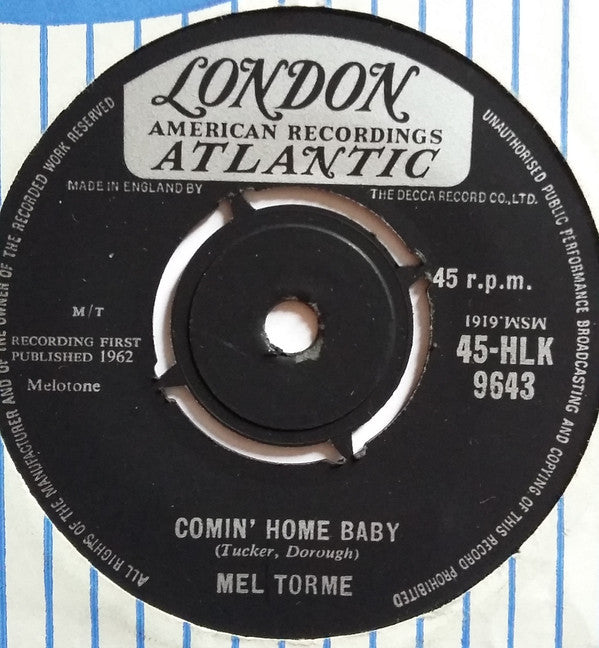 LONDON
AMERICAN RECORDINGS
ATLANTIC
MADE IN ENGLAND BY
THE DECCA RECORD CO., LTD.
ALL RIGHTS OF THE MANUFACTURER AND OF THE OWNER OF THE RECORDED WORK RESERVED
UNAUTHORISED PUBLIC PERFORMANCE BROADCASTING AND COPYING OF THIS RECORD PROHIBITED
45 r.p.m.
M/T
MSM.6161
RECORDING FIRST
PUBLISHED 1962
45-HLK
9643
Melotone
COMIN' HOME BABY
(Tucker, Dorough)
MEL TORME